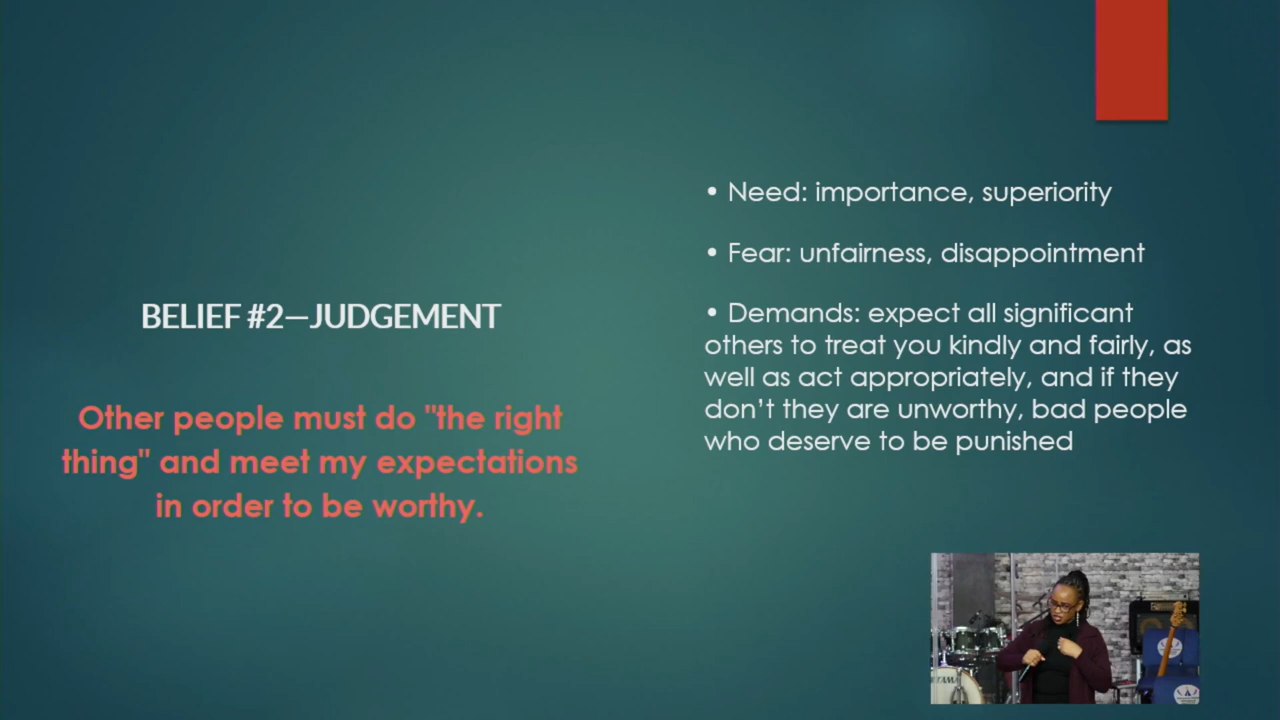 BELIEF #2—JUDGEMENT
Other people must do "the right
thing" and meet my expectations
in order to be worthy.
• Need: importance, superiority
• Fear: unfairness, disappointment
• Demands: expect all significant
others to treat you kindly and fairly, as
well as act appropriately, and if they
don’t they are unworthy, bad people
who deserve to be punished
TAMA